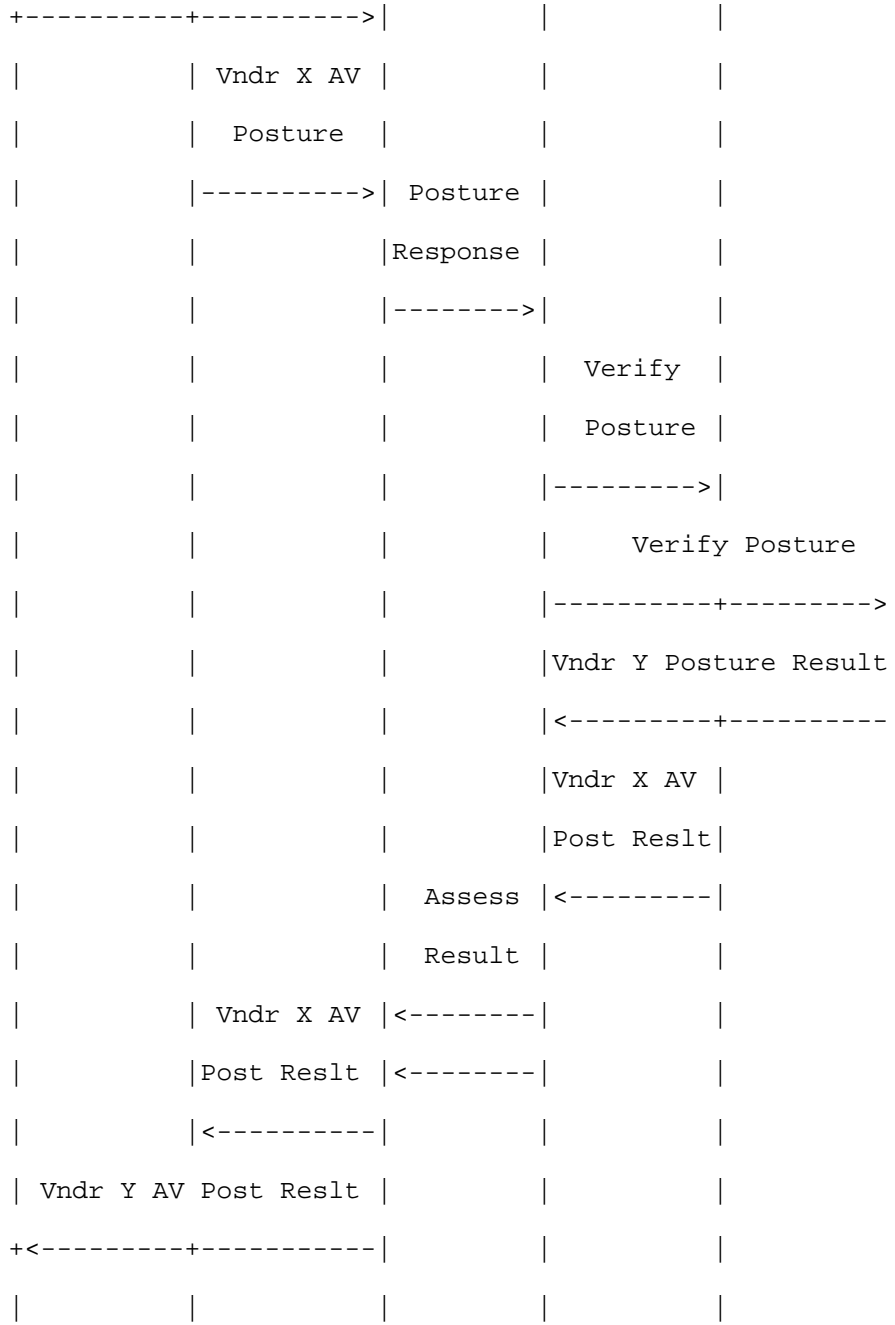 +----------+---------->|         |          |
|          | Vndr X AV |         |          |
|          |  Posture  |         |          |
|          |---------->| Posture |          |
|          |           |Response |          |
|          |           |-------->|          |
|          |           |         |  Verify  |
|          |           |         |  Posture |
|          |           |         |--------->|
|          |           |         |     Verify Posture
|          |           |         |----------+--------->
|          |           |         |Vndr Y Posture Result
|          |           |         |<---------+----------
|          |           |         |Vndr X AV |
|          |           |         |Post Reslt|
|          |           |  Assess |<---------|
|          |           |  Result |          |
|          | Vndr X AV |<--------|          |
|          |Post Reslt |<--------|          |
|          |<----------|         |          |
| Vndr Y AV Post Reslt |         |          |
+<---------+-----------|         |          |
|          |           |         |          |